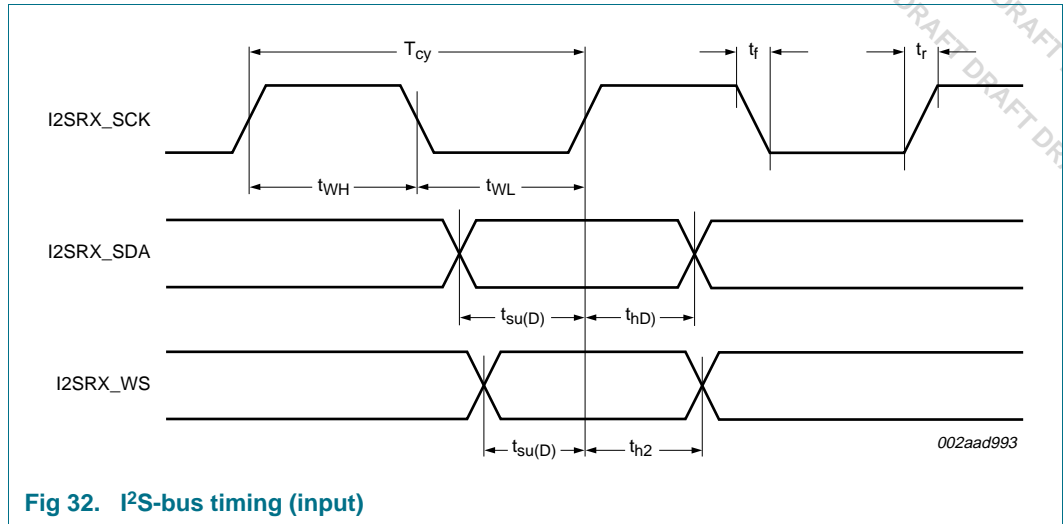 DRAFT DRAFT
DRAFT DRAFT DRA
T_cy
t_f
t_r
I2SRX_SCK
t_WH
t_WL
I2SRX_SDA
t_su(D)
t_hD)
I2SRX_WS
t_su(D)
t_h2
002aad993
Fig 32. I²S-bus timing (input)